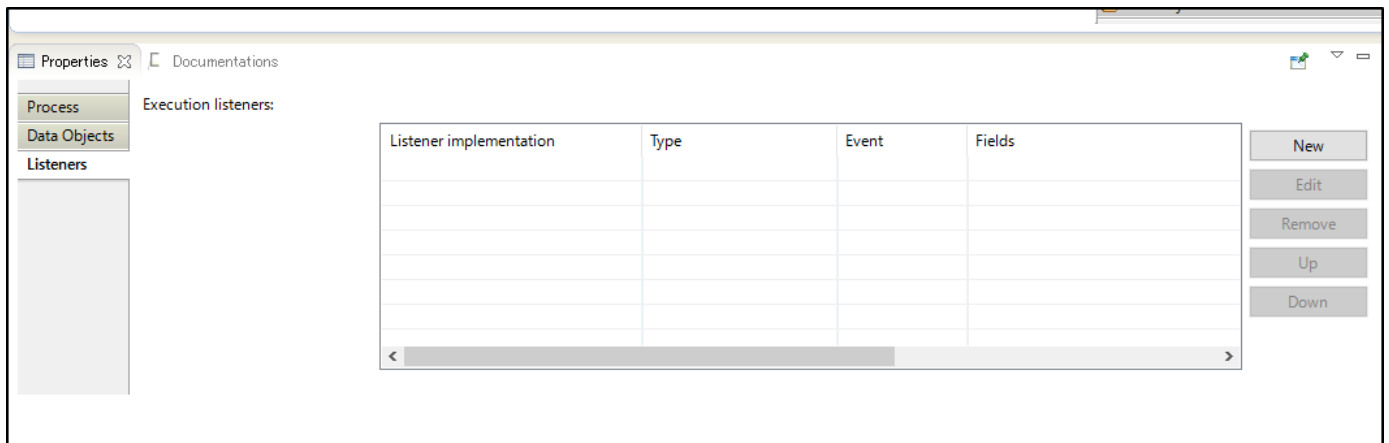 Properties Documentations
Process
Data Objects
Listeners
Execution listeners:
Listener implementation Type Event Fields
New
Edit
Remove
Up
Down